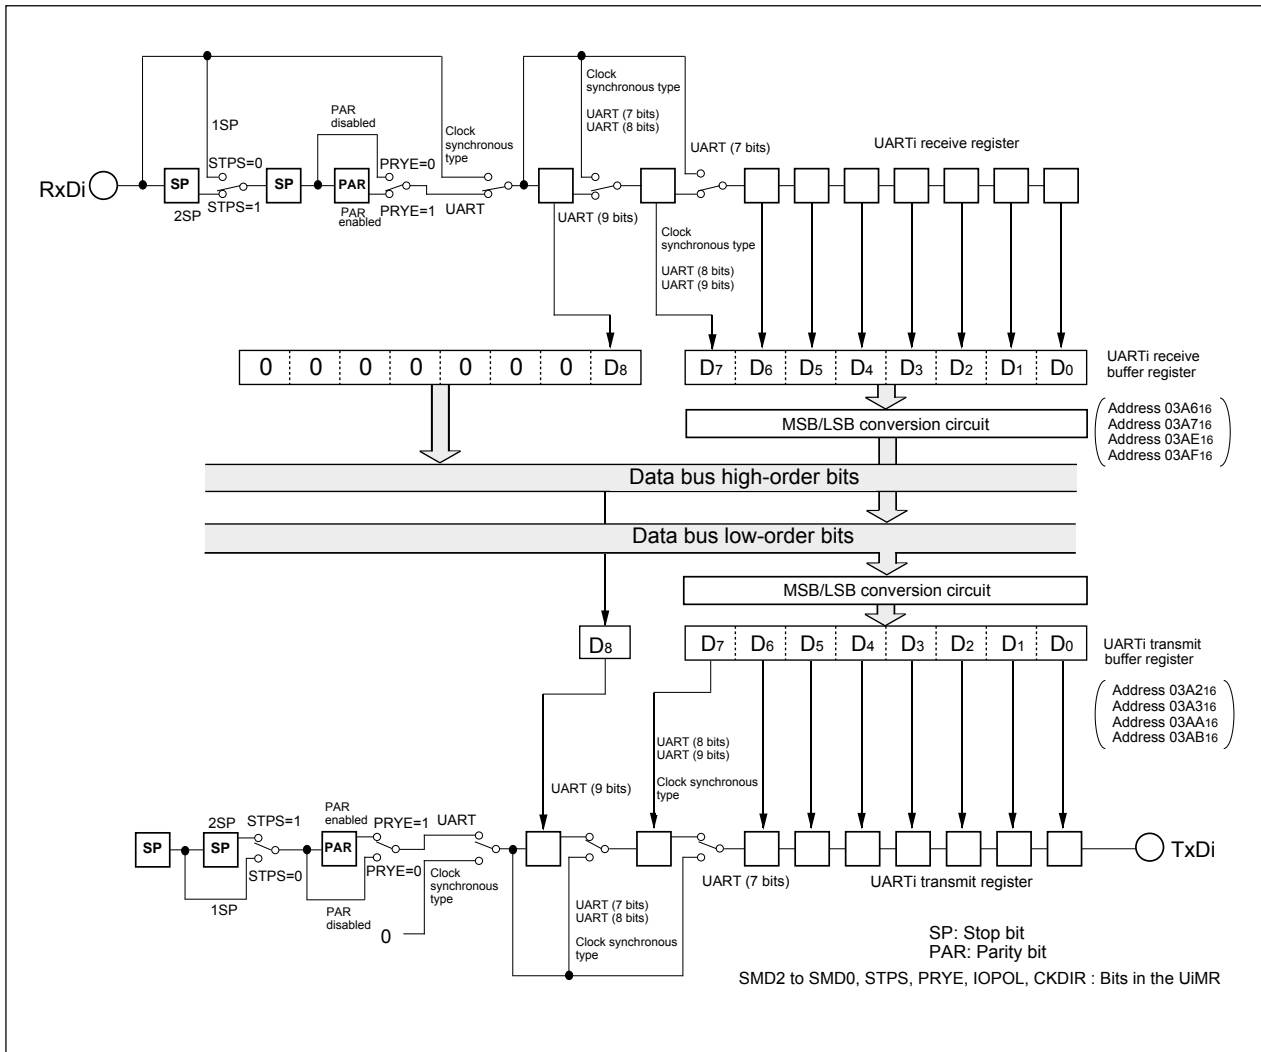 Clock
synchronous type
UART (7 bits)
UART (8 bits)
PAR
disabled
1SP
Clock
synchronous
type
UART (7 bits)
UARTi receive register
STPS=0
PRYE=0
RxDi
SP
SP
PAR
2SP
STPS=1
PAR
enabled
PRYE=1
UART
UART (9 bits)
Clock
synchronous type
UART (8 bits)
UART (9 bits)
0 0 0 0 0 0 0 D8
D7 D6 D5 D4 D3 D2 D1 D0
UARTi receive
buffer register
MSB/LSB conversion circuit
Address 03A616
Address 03A716
Address 03AE16
Address 03AF16
Data bus high-order bits
Data bus low-order bits
MSB/LSB conversion circuit
D8
D7 D6 D5 D4 D3 D2 D1 D0
UARTi transmit
buffer register
Address 03A216
Address 03A316
Address 03AA16
Address 03AB16
UART (8 bits)
UART (9 bits)
Clock synchronous
type
UART (9 bits)
PAR
enabled
2SP
STPS=1
PRYE=1
UART
SP
SP
PAR
TxDi
STPS=0
PRYE=0
Clock
synchronous
type
UART (7 bits)
UARTi transmit register
1SP
PAR
disabled
0
UART (7 bits)
UART (8 bits)
Clock synchronous
type
SP: Stop bit
PAR: Parity bit
SMD2 to SMD0, STPS, PRYE, IOPOL, CKDIR : Bits in the UiMR